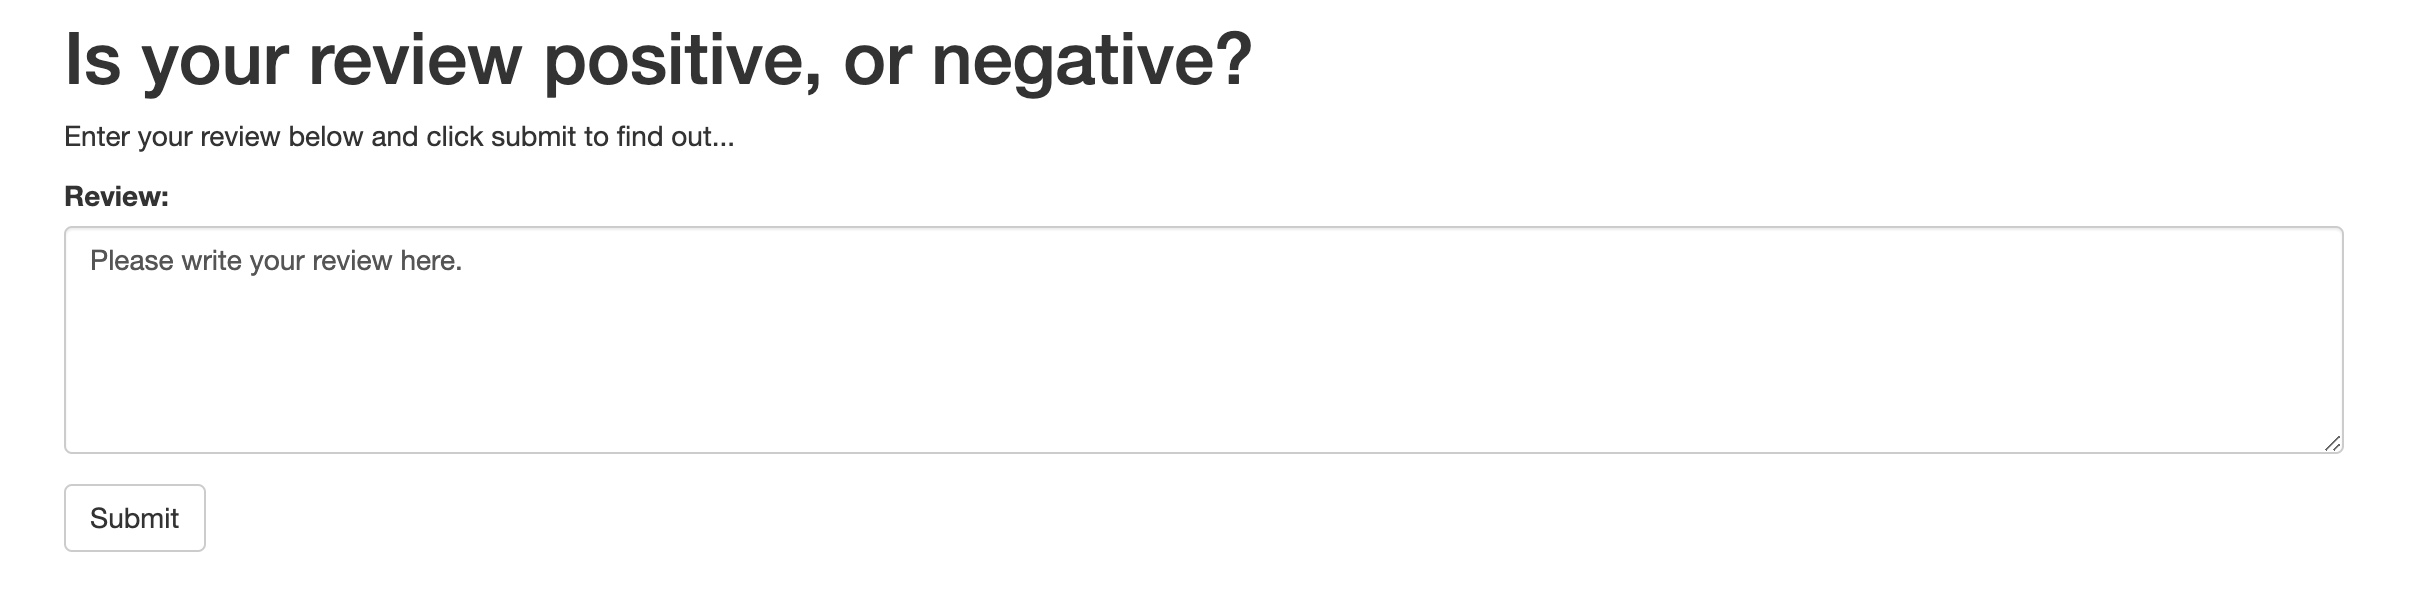 Is your review positive, or negative?
Enter your review below and click submit to find out...
Review:
Please write your review here.
Submit